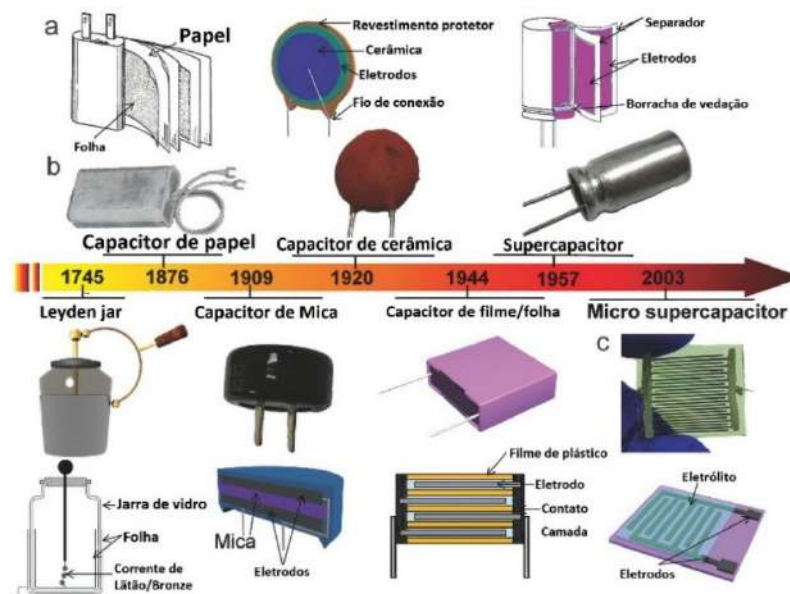 a
Papel
Folha
Revestimento protetor
Cerâmica
Eletrodos
Fio de conexão
Separador
Eletrodos
Borracha de vedação
b
Capacitor de papel
Capacitor de cerâmica
Supercapacitor
1745
1876
1909
1920
1944
1957
2003
Leyden jar
Capacitor de Mica
Capacitor de filme/folha
Micro supercapacitor
C
Jarra de vidro
Folha
Corrente de
Lãtão/Bronze
Mica
Eletrodos
Filme de plástico
Eletrodo
Contato
Camada
Eletrólito
Eletrodos